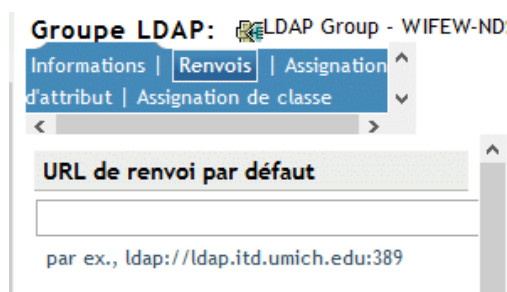 Groupe LDAP: LDAP Group - WIFEW-ND
Informations | Renvois | Assignation
d'attribut | Assignation de classe
URL de renvoi par défaut
par ex., ldap://ldap.itd.umich.edu:389